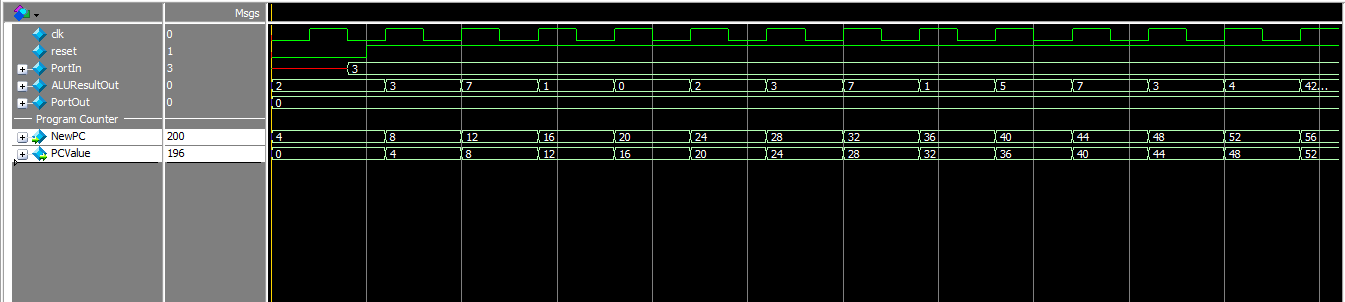 Msgs
clk 0
reset 1
PortIn 3 3
ALUResultOut 0 2 3 7 1 0 2 3 7 1 5 7 3 4 42...
PortOut 0 0
Program Counter
NewPC 200 4 8 12 16 20 24 28 32 36 40 44 48 52 56
PCValue 196 0 4 8 12 16 20 24 28 32 36 40 44 48 52